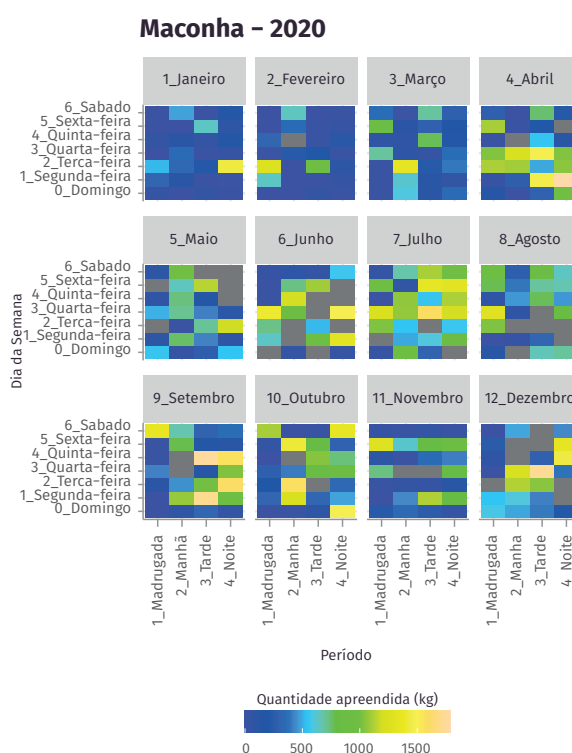 Maconha – 2020
1_Janeiro 2_Fevereiro 3_Março 4_Abril
6_Sabado
5_Sexta-feira
4_Quinta-feira
3_Quarta-feira
2_Terca-feira
1_Segunda-feira
0_Domingo
5_Maio 6_Junho 7_Julho 8_Agosto
6_Sabado
5_Sexta-feira
4_Quinta-feira
3_Quarta-feira
2_Terca-feira
1_Segunda-feira
0_Domingo
Dia da Semana
9_Setembro 10_Outubro 11_Novembro 12_Dezembro
6_Sabado
5_Sexta-feira
4_Quinta-feira
3_Quarta-feira
2_Terca-feira
1_Segunda-feira
0_Domingo
1_Madrugada 2_Manhã 3_Tarde 4_Noite 1_Madrugada 2_Manha 3_Tarde 4_Noite 1_Madrugada 2_Manha 3_Tarde 4_Noite 1_Madrugada 2_Manha 3_Tarde 4_Noite
Período
Quantidade apreendida (kg)
0 500 1000 1500